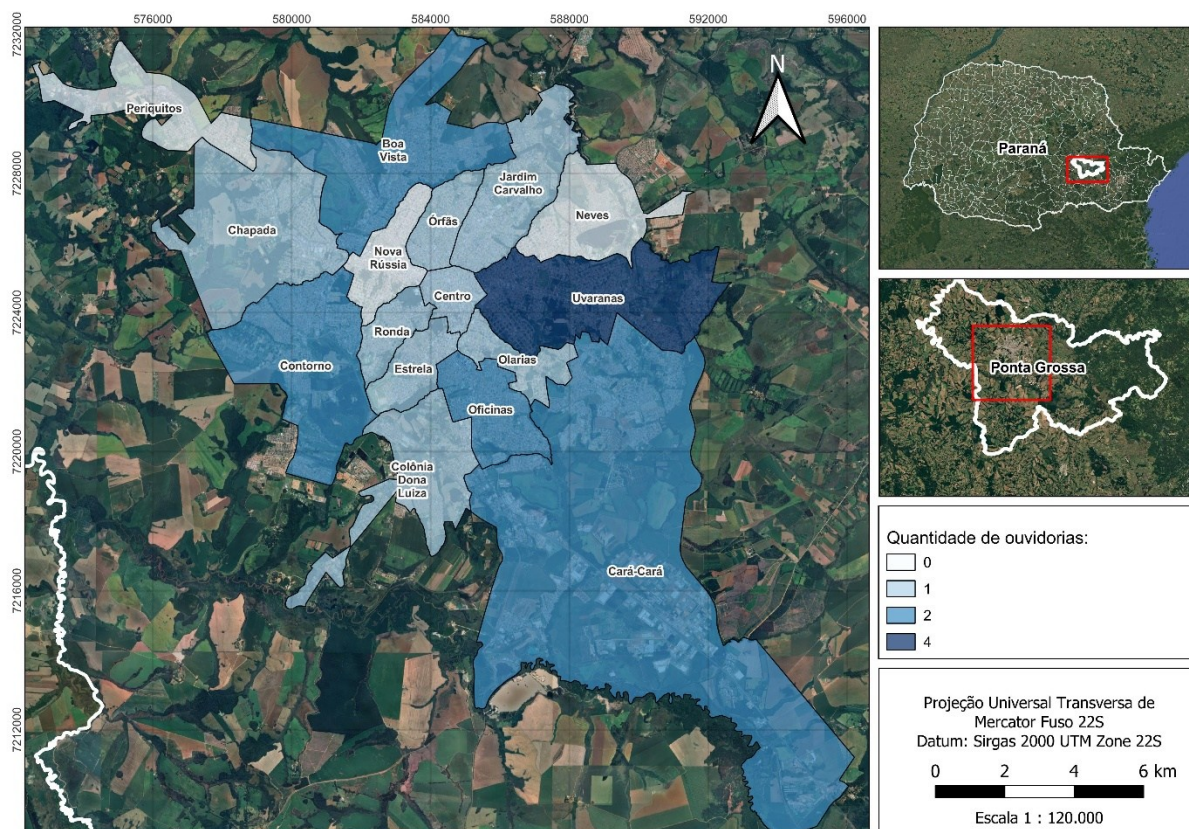 576000
580000
584000
588000
592000
596000
7232000
7228000
7224000
7220000
7216000
7212000
N
Periquitos
Boa
Vista
Jardim
Carvalho
Chapada
Órfãs
Neves
Nova
Rússia
Centro
Uvaranas
Ronda
Contorno
Estrela
Olarias
Oficinas
Colônia
Dona
Luiza
Cará-Cará
Paraná
Ponta Grossa
Quantidade de ouvidorias:
0
1
2
4
Projeção Universal Transversa de
Mercator Fuso 22S
Datum: Sirgas 2000 UTM Zone 22S
0 2 4 6 km
Escala 1 : 120.000